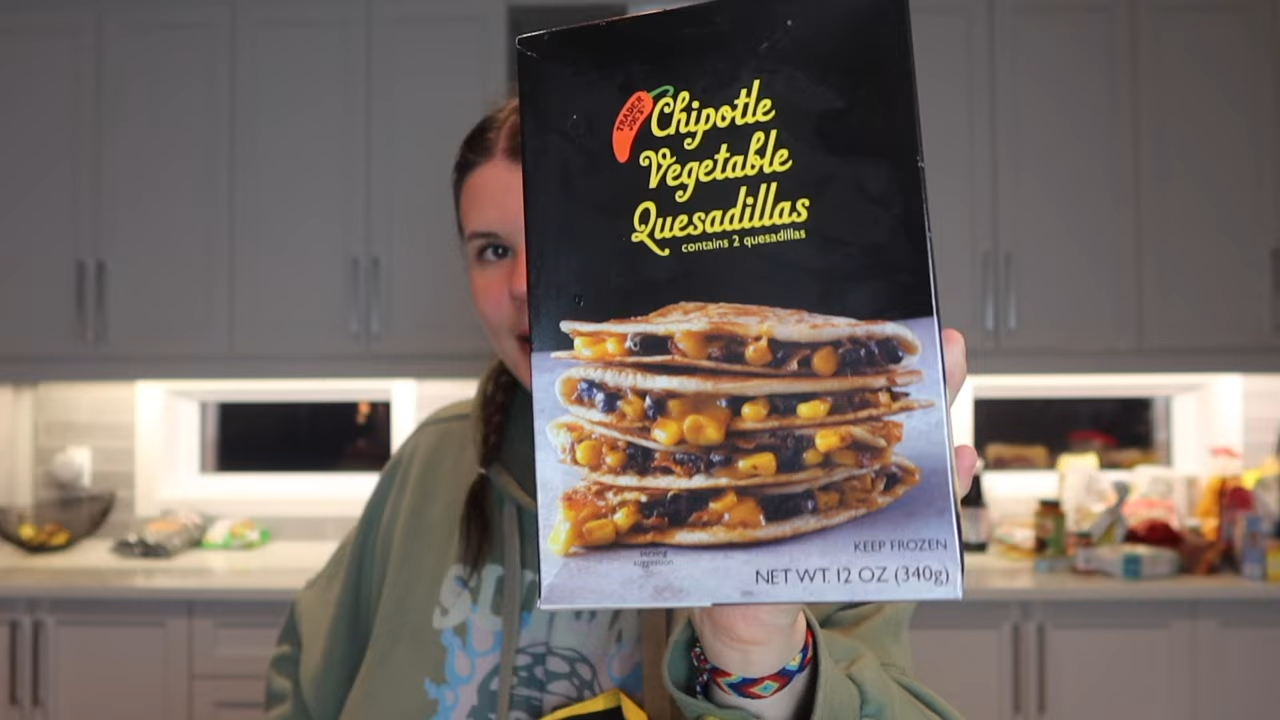 TRADER
JOE'S
Chipotle
Vegetable
Quesadillas
contains 2 quesadillas
serving
suggestion
KEEP FROZEN
NET WT. 12 OZ (340g)